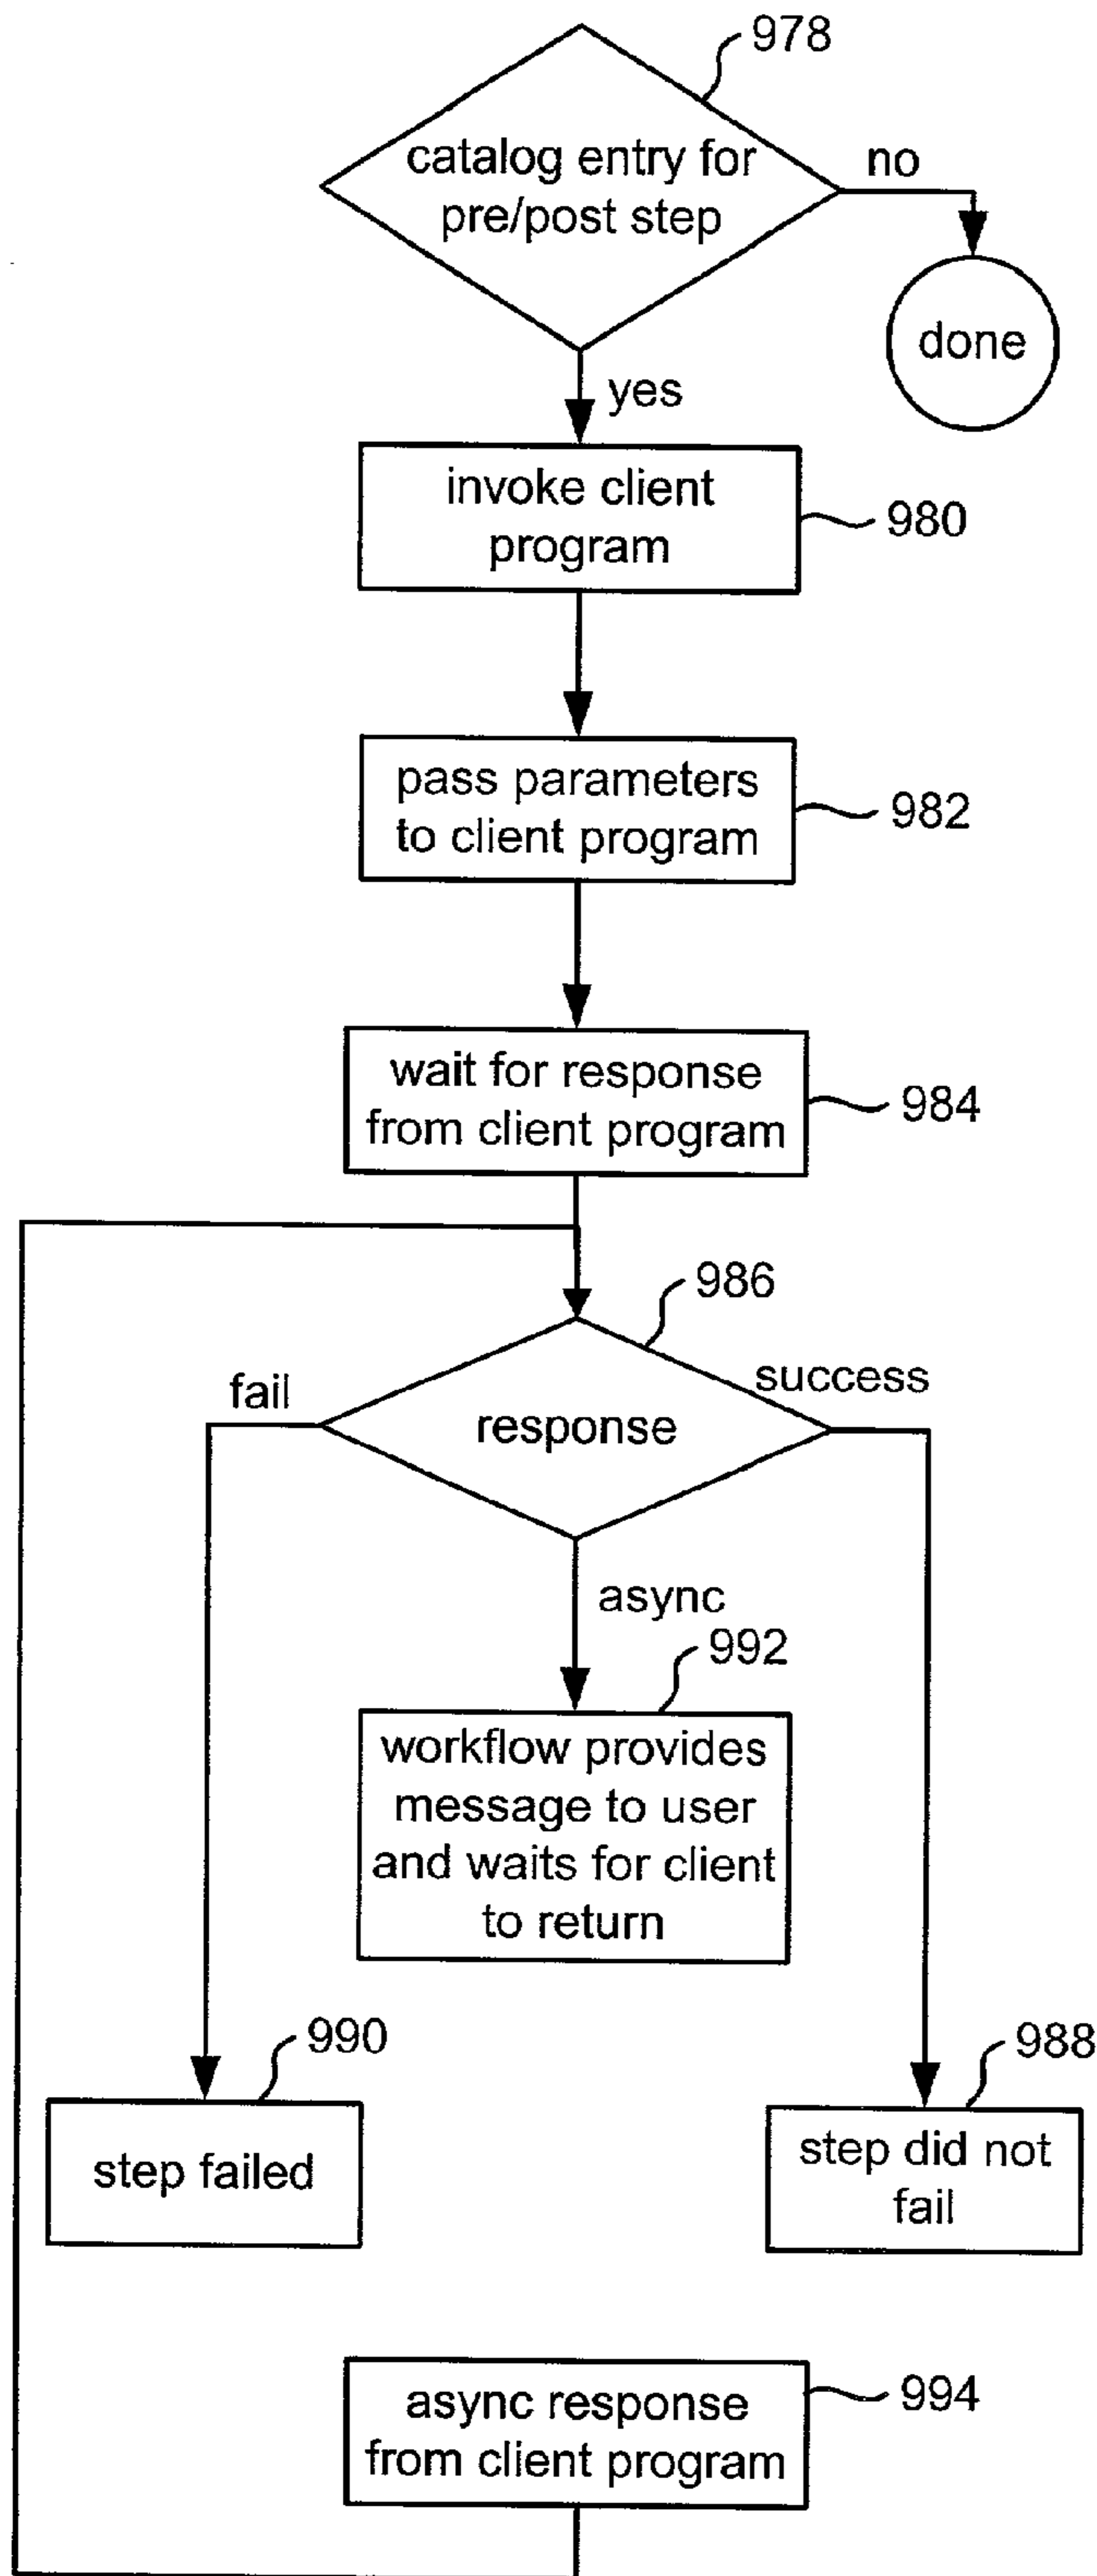 978
catalog entry for
pre/post step
no
done
yes
invoke client
program
980
pass parameters
to client program
982
wait for response
from client program
984
986
fail
success
response
async
992
workflow provides
message to user
and waits for client
to return
990
988
step failed
step did not
fail
async response
from client program
994